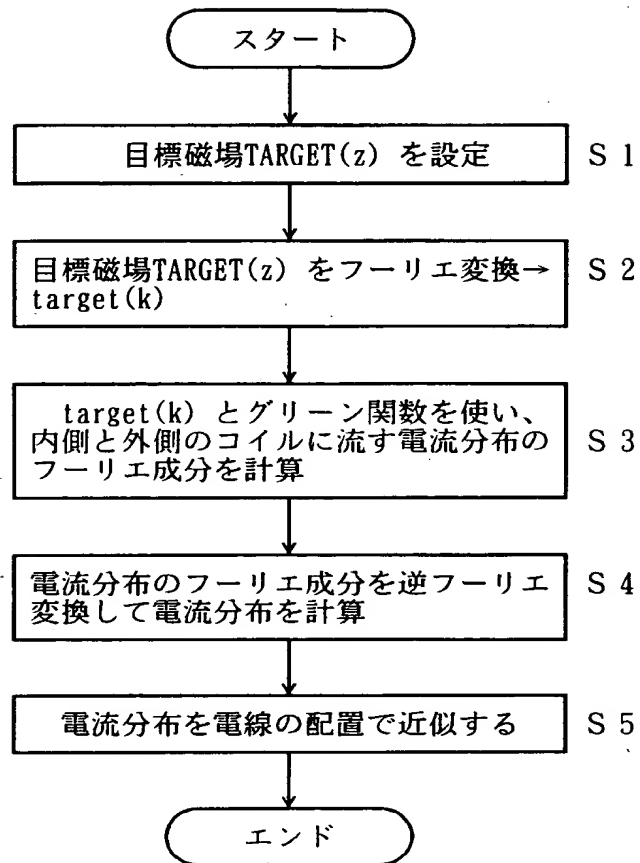 スタート
目標磁場TARGET(z) を設定
S 1
目標磁場TARGET(z) をフーリエ変換→
target(k)
S 2
target(k) とグリーン関数を使い、
内側と外側のコイルに流す電流分布の
フーリエ成分を計算
S 3
電流分布のフーリエ成分を逆フーリエ
変換して電流分布を計算
S 4
電流分布を電線の配置で近似する
S 5
エンド